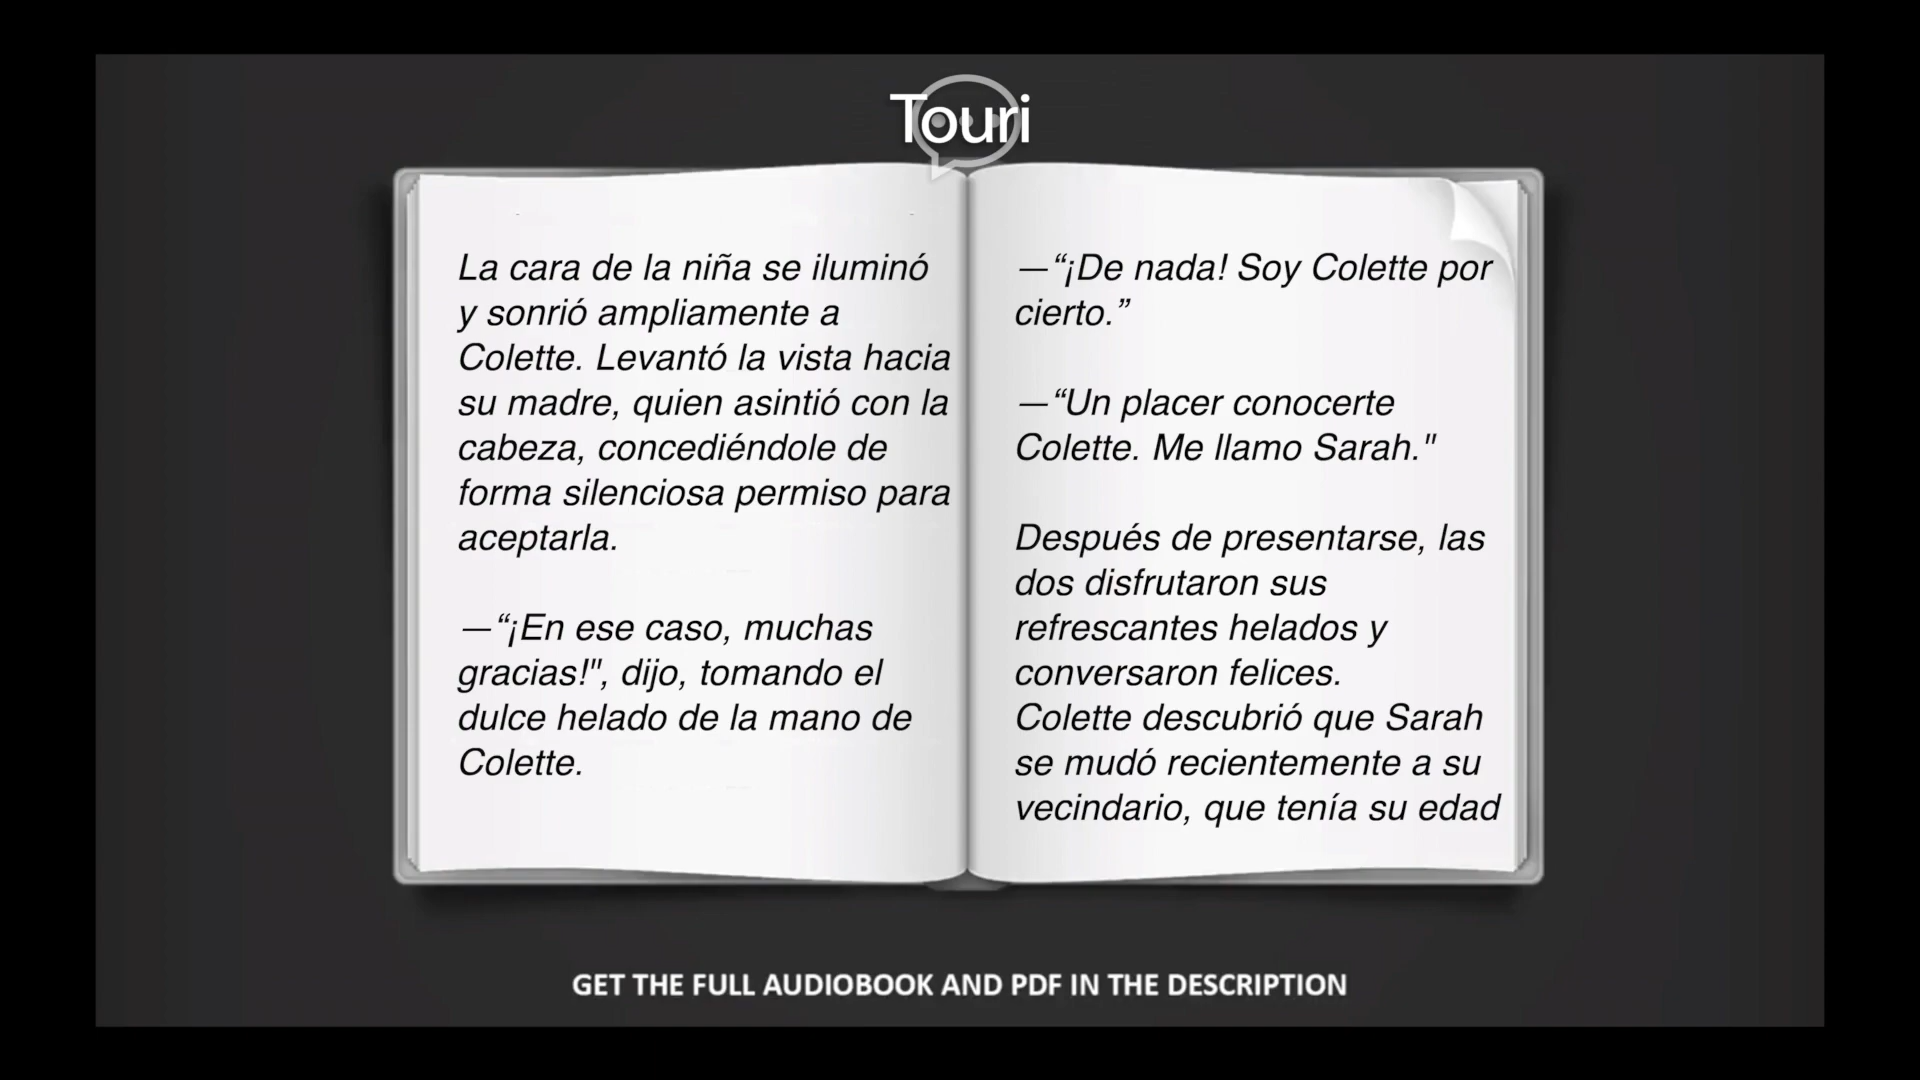 Touri
La cara de la niña se iluminó
y sonrió ampliamente a
Colette. Levantó la vista hacia
su madre, quien asintió con la
cabeza, concediéndole de
forma silenciosa permiso para
aceptarla.
—“¡En ese caso, muchas
gracias!", dijo, tomando el
dulce helado de la mano de
Colette.
—“¡De nada! Soy Colette por
cierto.”
—“Un placer conocerte
Colette. Me llamo Sarah."
Después de presentarse, las
dos disfrutaron sus
refrescantes helados y
conversaron felices.
Colette descubrió que Sarah
se mudó recientemente a su
vecindario, que tenía su edad
GET THE FULL AUDIOBOOK AND PDF IN THE DESCRIPTION